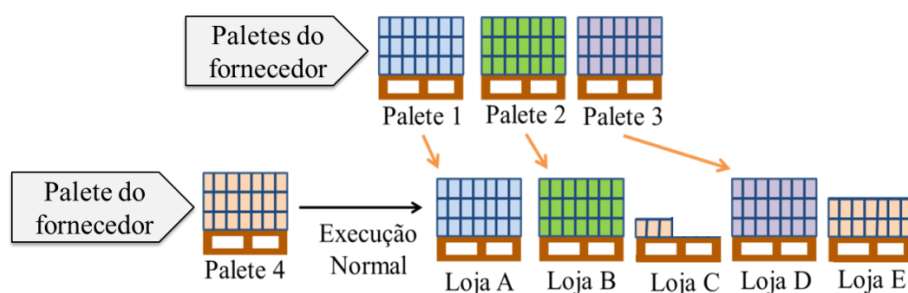 Paletes do
fornecedor
Palete 1
Palete 2
Palete 3
Palete do
fornecedor
Palete 4
Execução
Normal
Loja A
Loja B
Loja C
Loja D
Loja E